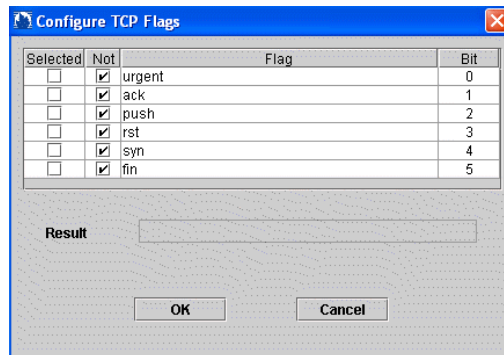 Configure TCP Flags
Selected Not Flag Bit
urgent 0
ack 1
push 2
rst 3
syn 4
fin 5
Result
OK Cancel